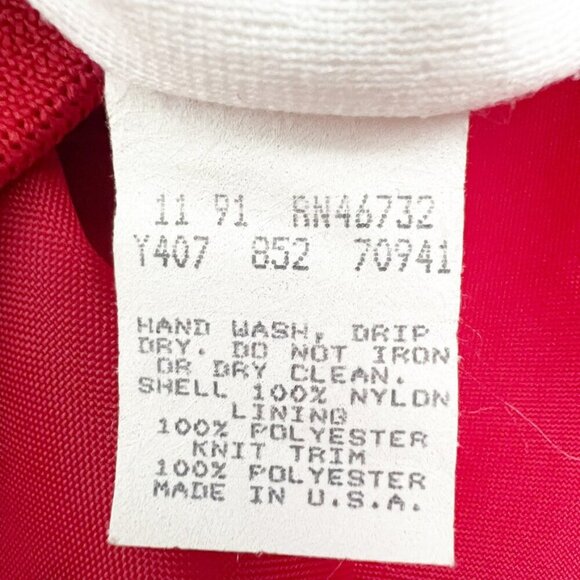 11 91 RN46732
Y407 852 70941
HAND WASH, DRIP
DRY. DO NOT IRON
OR DRY CLEAN.
SHELL 100% NYLON
LINING
100% POLYESTER
KNIT TRIM
100% POLYESTER
MADE IN U.S.A.